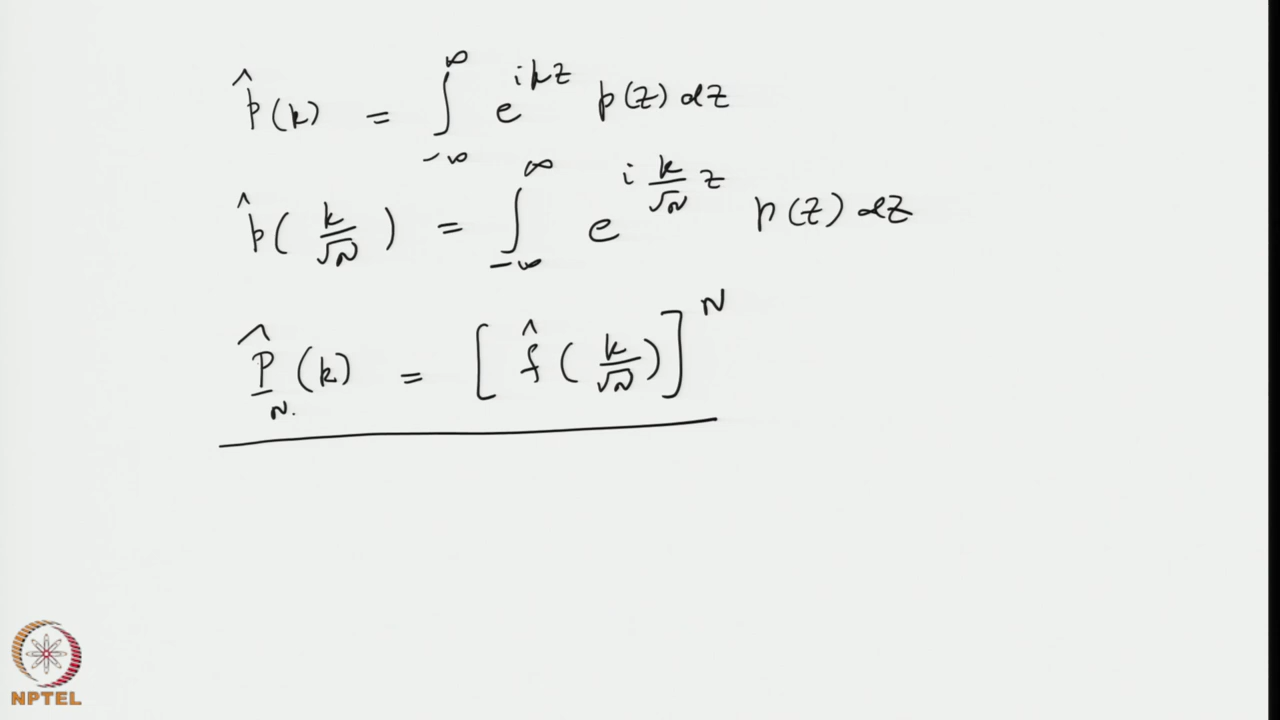 p̂(k) = ∫_{-∞}^{∞} e^{ikz} p(z) dz
p̂(k/√N) = ∫_{-∞}^{∞} e^{i k/√N z} p(z) dz
P̂_N.(k) = [f̂(k/√N)]^N
NPTEL